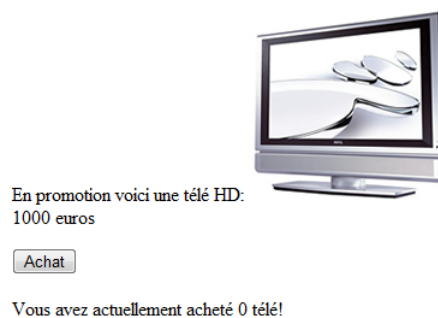 En promotion voici une télé HD:
1000 euros
Achat
Vous avez actuellement acheté 0 télé!